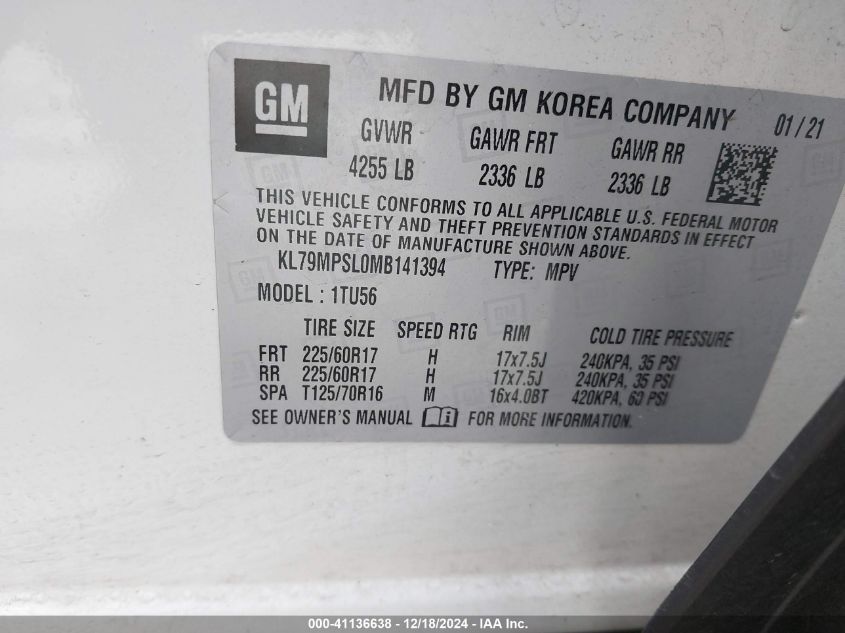 GM
MFD BY GM KOREA COMPANY 01/21
GVWR GAWR FRT GAWR RR
4255 LB 2336 LB 2336 LB
THIS VEHICLE CONFORMS TO ALL APPLICABLE U.S. FEDERAL MOTOR
VEHICLE SAFETY AND THEFT PREVENTION STANDARDS IN EFFECT
ON THE DATE OF MANUFACTURE SHOWN ABOVE.
KL79MPSL0MB141394 TYPE: MPV
MODEL : 1TU56
TIRE SIZE SPEED RTG RIM COLD TIRE PRESSURE
FRT 225/60R17 H 17x7.5J 240KPA, 35 PSI
RR 225/60R17 H 17x7.5J 240KPA, 35 PSI
SPA T125/70R16 M 16x4.0BT 420KPA, 60 PSI
SEE OWNER'S MANUAL i FOR MORE INFORMATION.
000-41136638 - 12/18/2024 - IAA Inc.